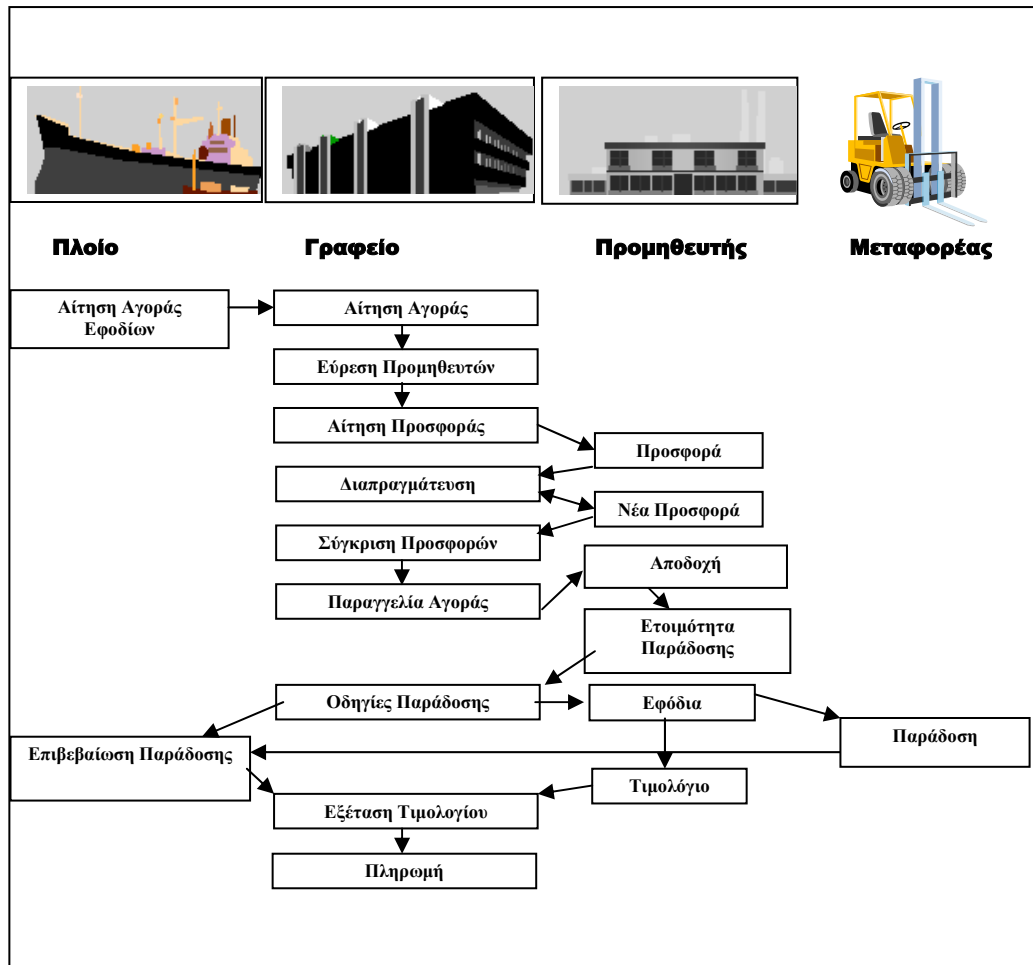 Πλοίο
Γραφείο
Προμηθευτής
Μεταφορέας
Αίτηση Αγοράς
Εφοδίων
Αίτηση Αγοράς
Εύρεση Προμηθευτών
Αίτηση Προσφοράς
Προσφορά
Διαπραγμάτευση
Νέα Προσφορά
Σύγκριση Προσφορών
Αποδοχή
Παραγγελία Αγοράς
Ετοιμότητα
Παράδοσης
Οδηγίες Παράδοσης
Εφόδια
Παράδοση
Επιβεβαίωση Παράδοσης
Τιμολόγιο
Εξέταση Τιμολογίου
Πληρωμή